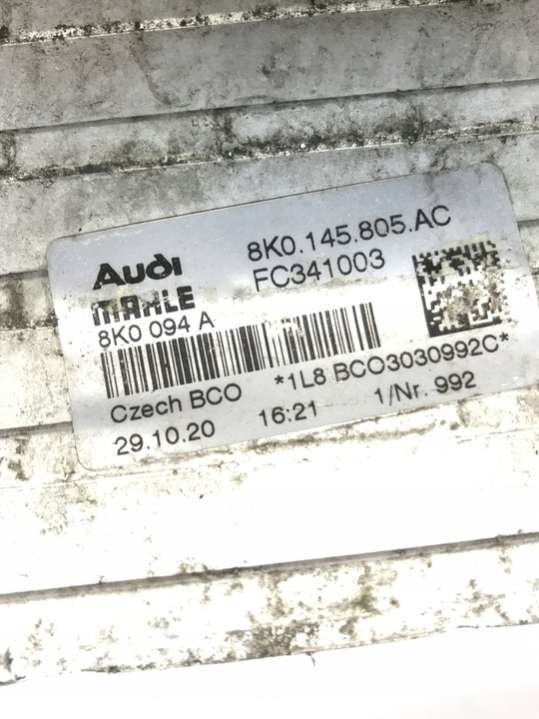 8K0.145.805.AC
Audi
FC341003
MAHLE
8K0 094 A
Czech BCO *1L8 BCO3030992C*
29.10.20 16:21 1/Nr. 992